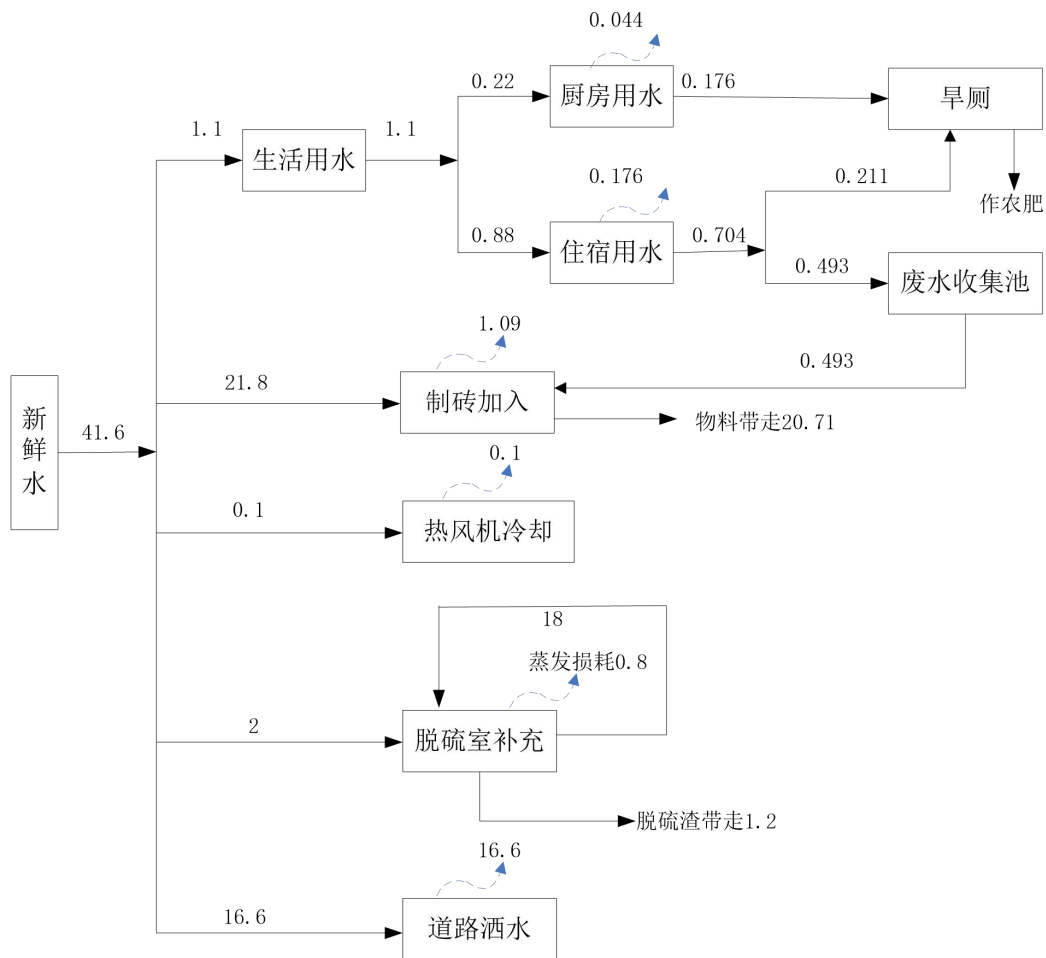 0.044
0.22
厨房用水
0.176
旱厕
1.1
生活用水
1.1
0.176
0.211
作农肥
0.88
住宿用水
0.704
0.493
废水收集池
1.09
0.493
21.8
制砖加入
物料带走20.71
新鲜水
41.6
0.1
0.1
热风机冷却
18
蒸发损耗0.8
2
脱硫室补充
脱硫渣带走1.2
16.6
16.6
道路洒水